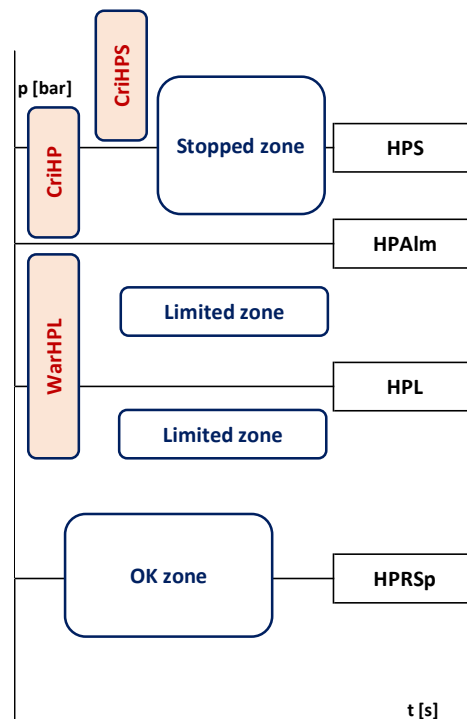 p [bar]
CriHPS
CriHP
Stopped zone
HPS
HPAlm
WarHPL
Limited zone
HPL
Limited zone
OK zone
HPRSp
t [s]